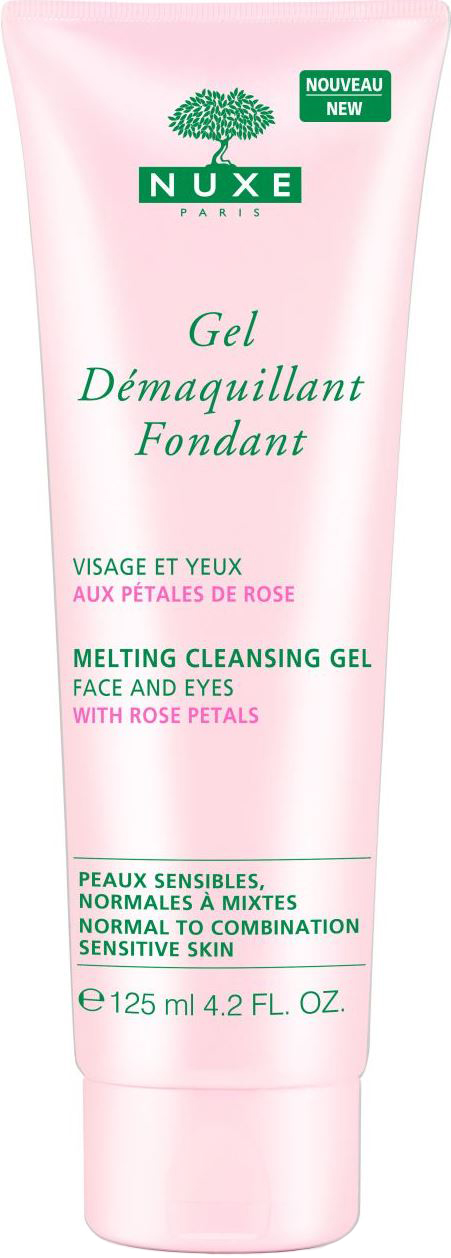 NOUVEAU
NEW
NUXE
PARIS
Gel
Démaquillant
Fondant
VISAGE ET YEUX
AUX PÉTALES DE ROSE
MELTING CLEANSING GEL
FACE AND EYES
WITH ROSE PETALS
PEAUX SENSIBLES,
NORMALES À MIXTES
NORMAL TO COMBINATION
SENSITIVE SKIN
℮ 125 ml 4.2 FL. OZ.